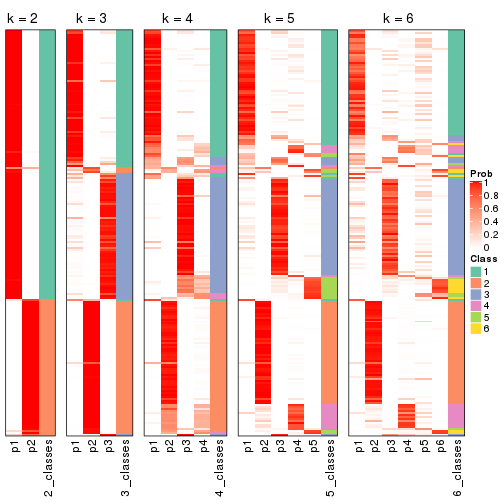 k = 2
k = 3
k = 4
k = 5
k = 6
Prob
1
0.8
0.6
0.4
0.2
0
Class
1
2
3
4
5
6
p1
p2
2_classes
p1
p2
p3
3_classes
p1
p2
p3
p4
4_classes
p1
p2
p3
p4
p5
5_classes
p1
p2
p3
p4
p5
p6
6_classes